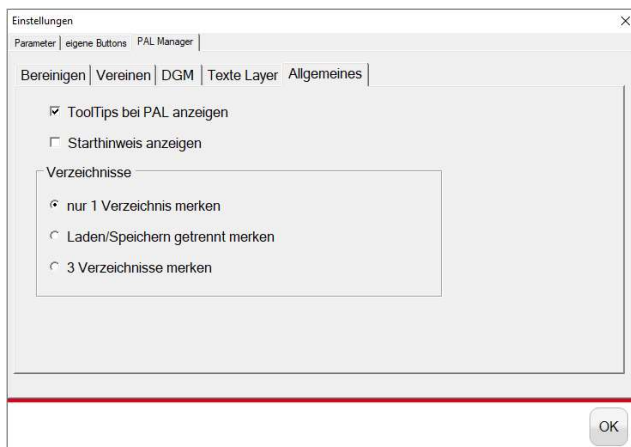 Einstellungen
Parameter eigene Buttons PAL Manager
Bereinigen Vereinen DGM Texte Layer Allgemeines
ToolTips bei PAL anzeigen
Starthinweis anzeigen
Verzeichnisse
nur 1 Verzeichnis merken
Laden/Speichern getrennt merken
3 Verzeichnisse merken
OK